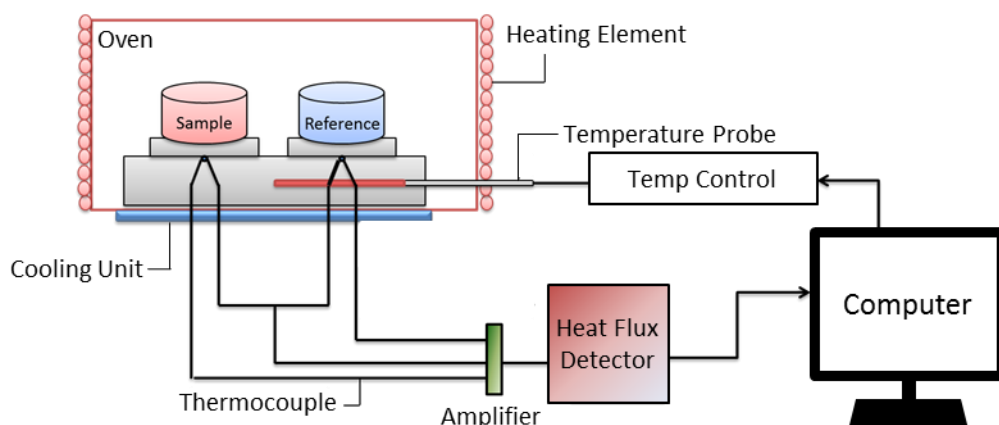 Oven
Heating Element
Sample
Reference
Temperature Probe
Temp Control
Cooling Unit
Computer
Heat Flux
Detector
Thermocouple
Amplifier